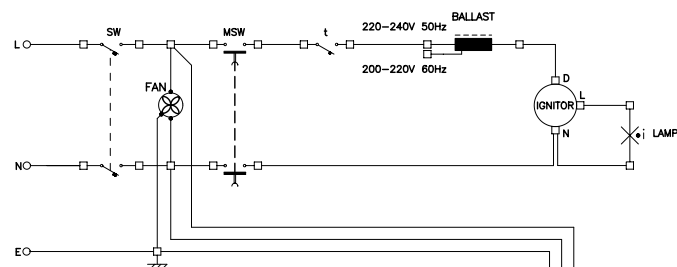 BALLAST
SW
MSW
t
220-240V 50Hz
L
200-220V 60Hz
FAN
D
L
IGNITOR
N
i LAMP
N
E